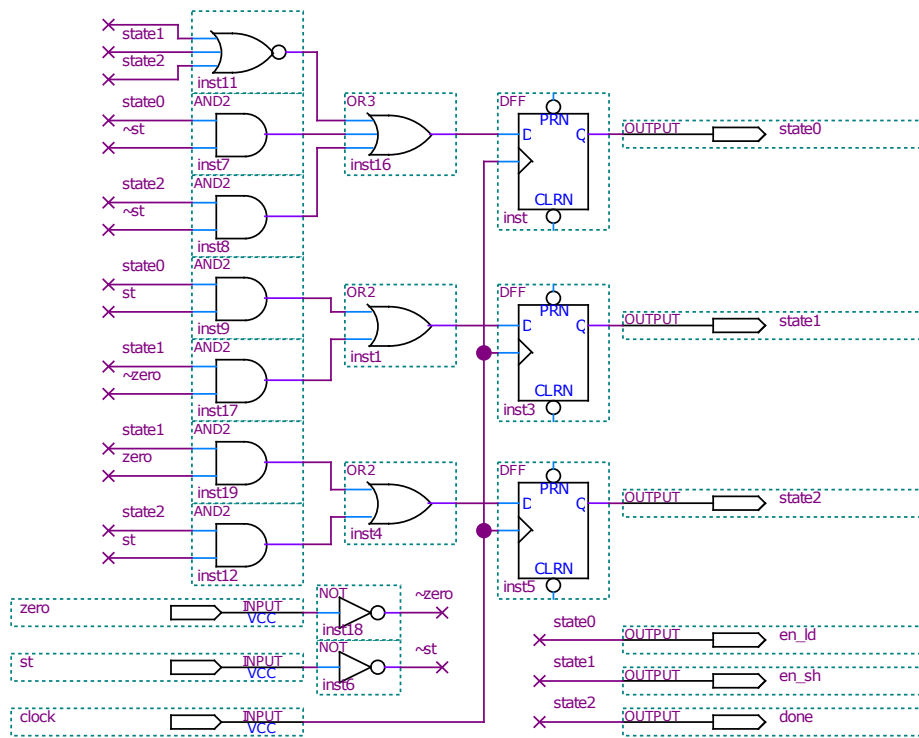 state1
state2
inst11
state0
~st
AND2
inst7
state2
~st
AND2
inst8
OR3
inst16
DFF
PRN
D
Q
CLRN
inst
OUTPUT
state0
state0
st
AND2
inst9
state1
~zero
AND2
inst17
OR2
inst1
DFF
PRN
D
Q
CLRN
inst3
OUTPUT
state1
state1
zero
AND2
inst19
state2
st
AND2
inst12
OR2
inst4
DFF
PRN
D
Q
CLRN
inst5
OUTPUT
state2
zero
INPUT
VCC
NOT
inst18
~zero
st
INPUT
VCC
NOT
inst6
~st
clock
INPUT
VCC
state0
OUTPUT
en_ld
state1
OUTPUT
en_sh
state2
OUTPUT
done